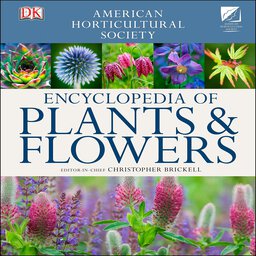 DK
AMERICAN
HORTICULTURAL
SOCIETY
ENCYCLOPEDIA OF
PLANTS &
FLOWERS
EDITOR-IN-CHIEF CHRISTOPHER BRICKELL